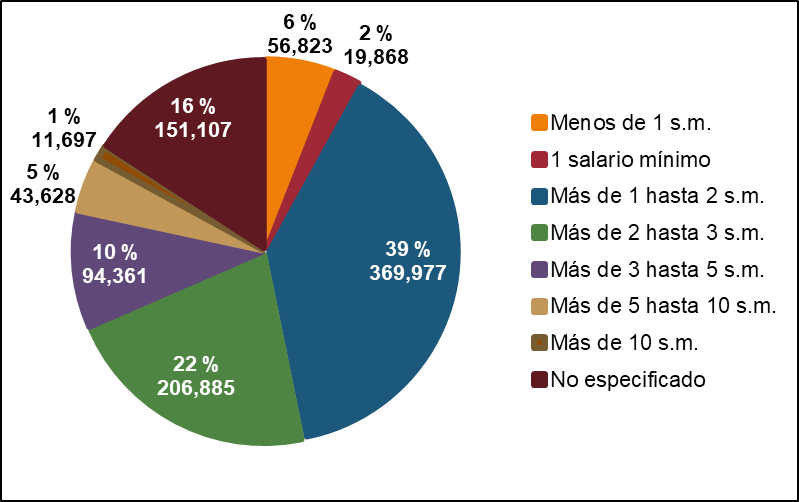 6 %
56,823
2 %
19,868
39 %
369,977
22 %
206,885
10 %
94,361
5 %
43,628
1 %
11,697
16 %
151,107
Menos de 1 s.m.
1 salario mínimo
Más de 1 hasta 2 s.m.
Más de 2 hasta 3 s.m.
Más de 3 hasta 5 s.m.
Más de 5 hasta 10 s.m.
Más de 10 s.m.
No especificado